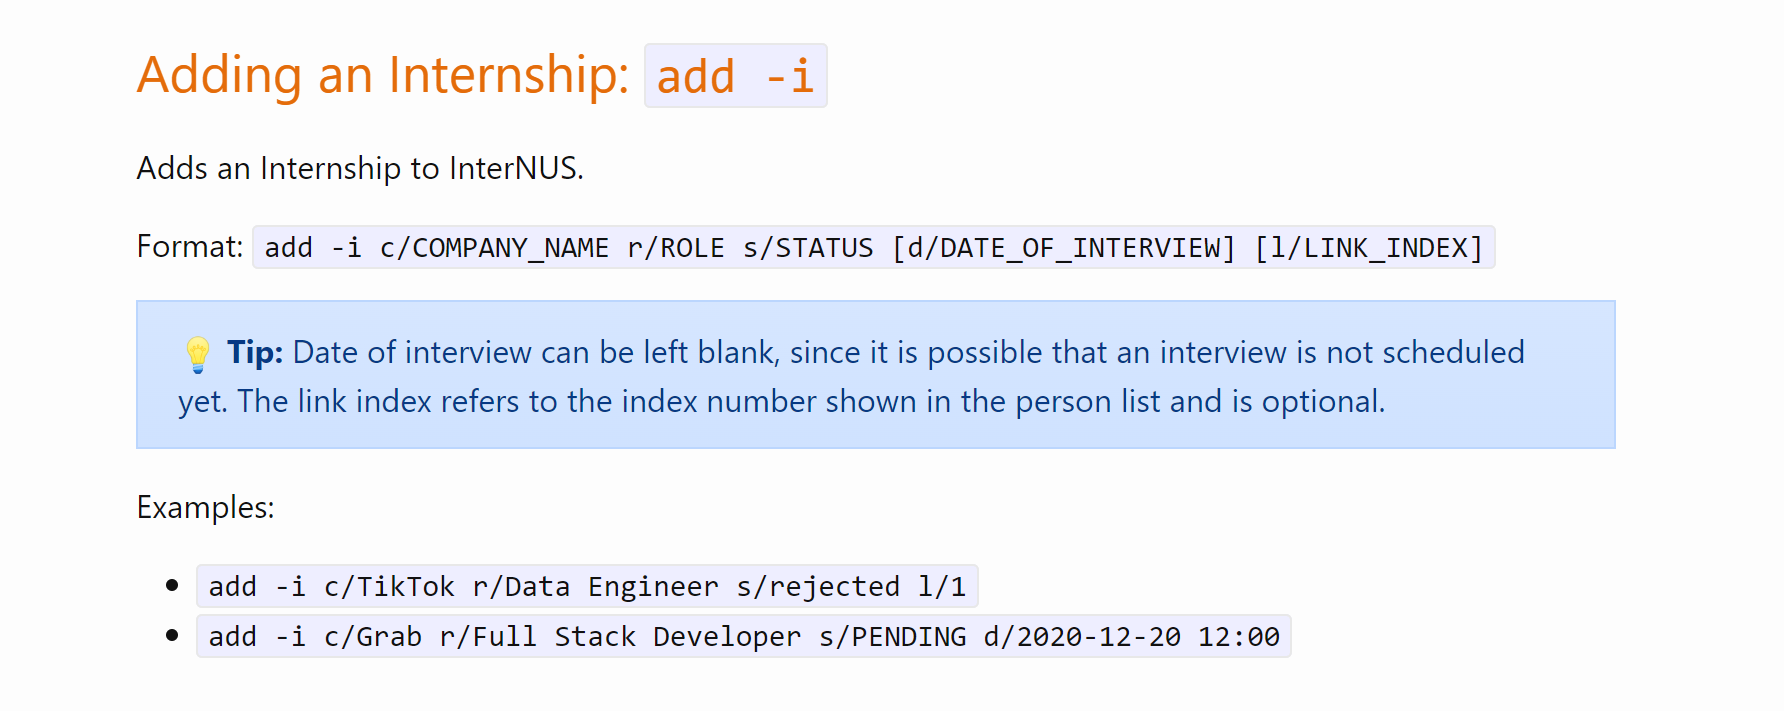 Adding an Internship: add -i
Adds an Internship to InterNUS.
Format: add -i c/COMPANY_NAME r/ROLE s/STATUS [d/DATE_OF_INTERVIEW] [l/LINK_INDEX]
💡 Tip: Date of interview can be left blank, since it is possible that an interview is not scheduled
yet. The link index refers to the index number shown in the person list and is optional.
Examples:
• add -i c/TikTok r/Data Engineer s/rejected l/1
• add -i c/Grab r/Full Stack Developer s/PENDING d/2020-12-20 12:00